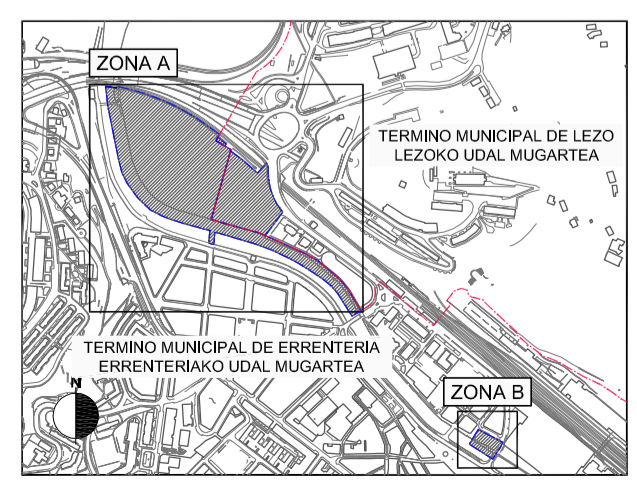 ZONA A
TERMINO MUNICIPAL DE LEZO
LEZOKO UDAL MUGARTEA
TERMINO MUNICIPAL DE ERRENTERIA
ERRENTERIAKO UDAL MUGARTEA
N
ZONA B